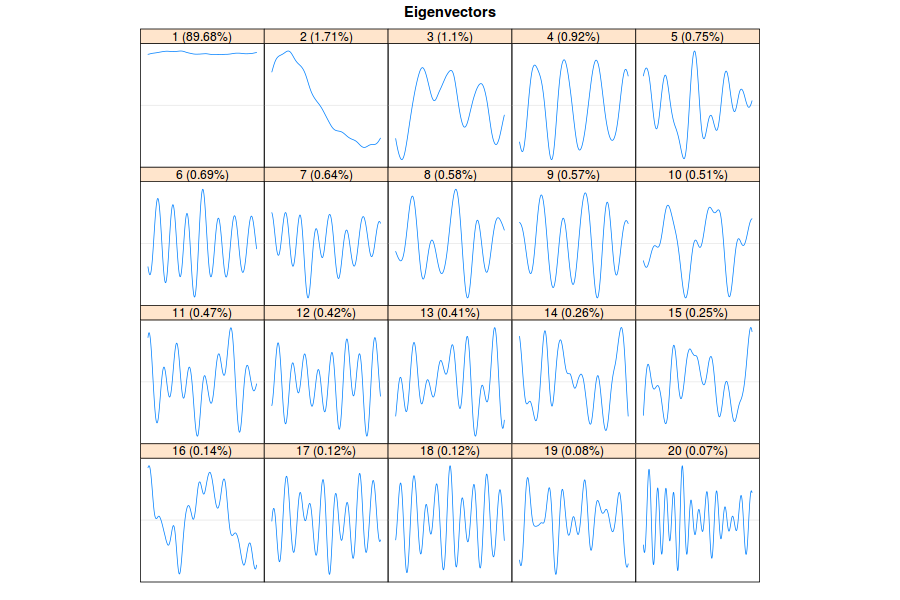 Eigenvectors
1 (89.68%) 2 (1.71%) 3 (1.1%) 4 (0.92%) 5 (0.75%)
6 (0.69%) 7 (0.64%) 8 (0.58%) 9 (0.57%) 10 (0.51%)
11 (0.47%) 12 (0.42%) 13 (0.41%) 14 (0.26%) 15 (0.25%)
16 (0.14%) 17 (0.12%) 18 (0.12%) 19 (0.08%) 20 (0.07%)